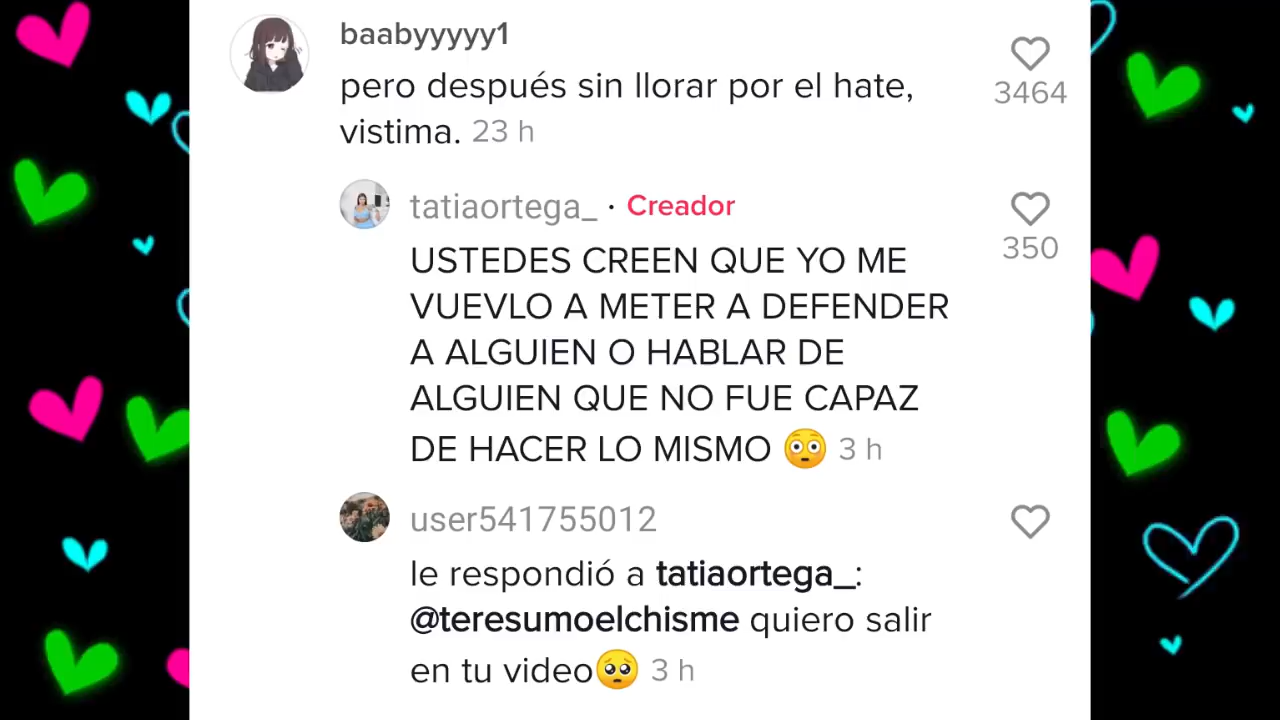 baabyyyyy1
pero después sin llorar por el hate,
3464
vistima. 23 h
tatiaortega_ · Creador
USTEDES CREEN QUE YO ME
350
VUEVLO A METER A DEFENDER
A ALGUIEN O HABLAR DE
ALGUIEN QUE NO FUE CAPAZ
DE HACER LO MISMO 😳 3 h
user541755012
le respondió a tatiaortega_:
@teresumoelchisme quiero salir
en tu video🥺 3 h